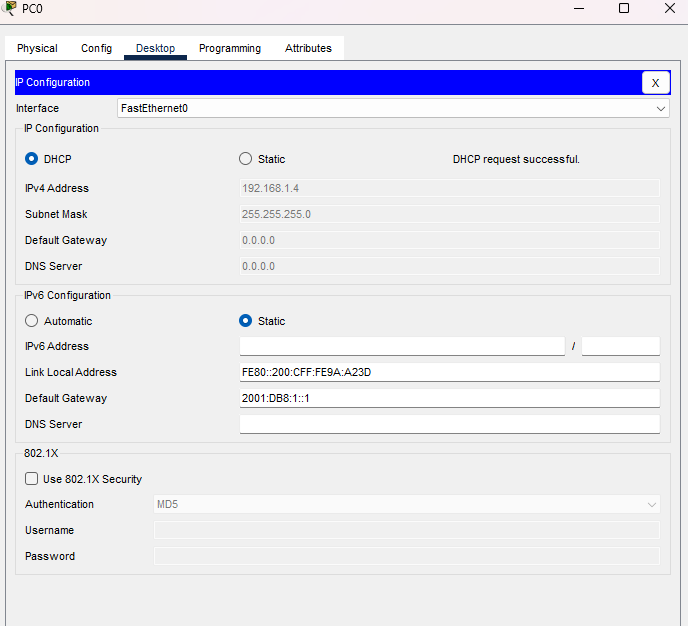 PC0
Physical Config Desktop Programming Attributes
IP Configuration X
Interface FastEthernet0
IP Configuration
DHCP Static DHCP request successful.
IPv4 Address 192.168.1.4
Subnet Mask 255.255.255.0
Default Gateway 0.0.0.0
DNS Server 0.0.0.0
IPv6 Configuration
Automatic Static
IPv6 Address /
Link Local Address FE80::200:CFF:FE9A:A23D
Default Gateway 2001:DB8:1::1
DNS Server
802.1X
Use 802.1X Security
Authentication MD5
Username
Password